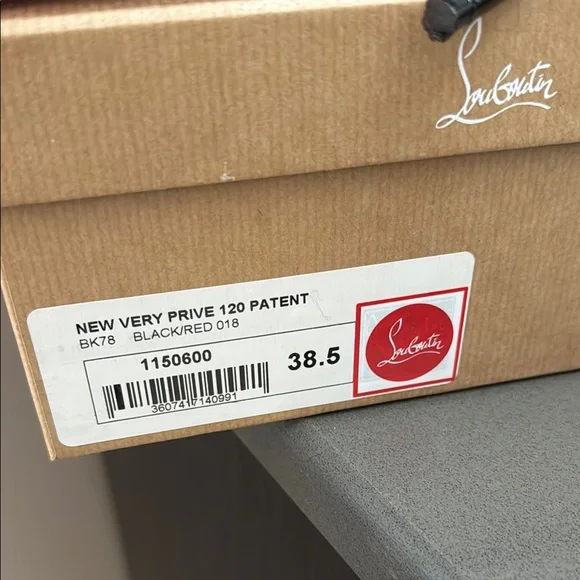 Louboutin
NEW VERY PRIVE 120 PATENT
BK78 BLACK/RED 018
1150600
38.5
3607417140991
Louboutin